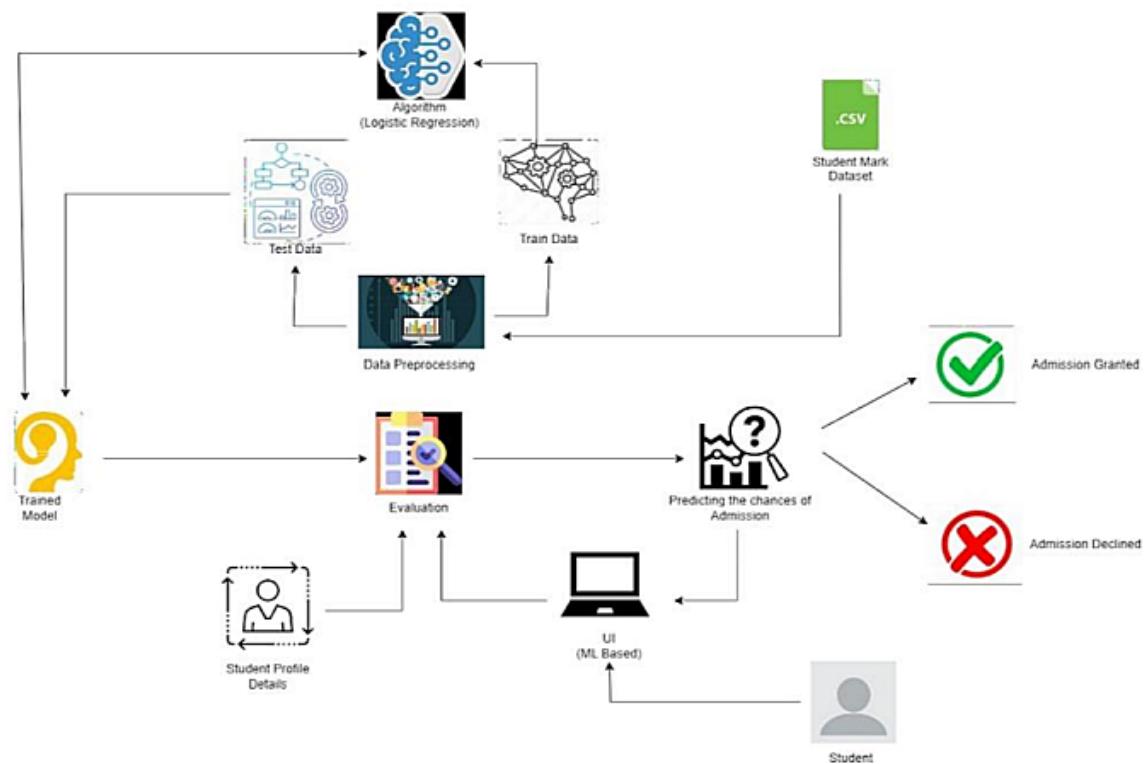 Algorithm
(Logistic Regression)
.CSV
Student Mark
Dataset
Test Data
Train Data
Data Preprocessing
Admission Granted
Trained
Model
Evaluation
?
Predicting the chances of
Admission
Admission Declined
Student Profile
Details
UI
(ML Based)
Student